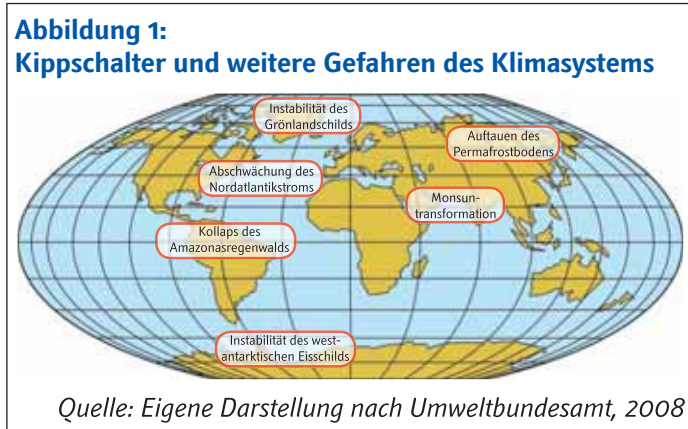 Abbildung 1:
Kippschalter und weitere Gefahren des Klimasystems
Instabilität des
Grönlandschilds
Auftauen des
Permafrostbodens
Abschwächung des
Nordatlantikstroms
Monsun-
transformation
Kollaps des
Amazonasregenwalds
Instabilität des west-
antarktischen Eisschilds
Quelle: Eigene Darstellung nach Umweltbundesamt, 2008